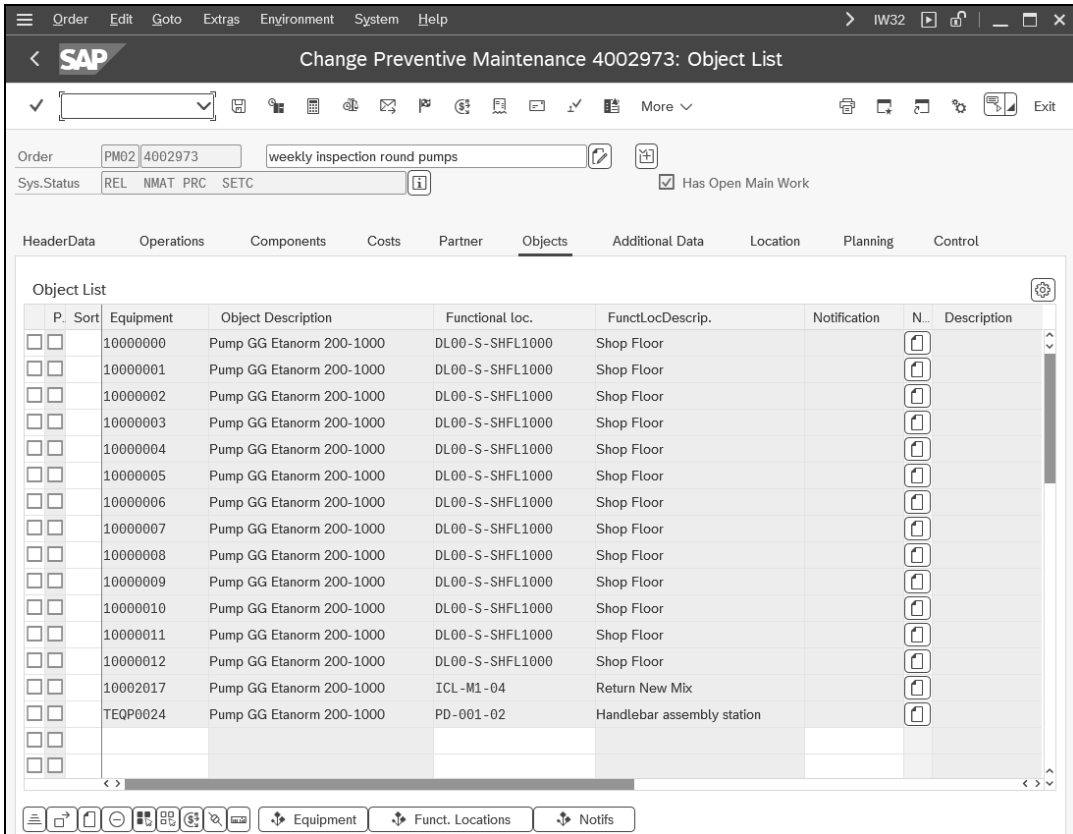 Order Edit Goto Extras Environment System Help IW32
SAP Change Preventive Maintenance 4002973: Object List
More Exit
Order PM02 4002973 weekly inspection round pumps
Sys.Status REL NMAT PRC SETC Has Open Main Work
HeaderData Operations Components Costs Partner Objects Additional Data Location Planning Control
Object List
P.. Sort Equipment Object Description Functional loc. FunctLocDescrip. Notification N... Description
10000000 Pump GG Etanorm 200-1000 DL00-S-SHFL1000 Shop Floor
10000001 Pump GG Etanorm 200-1000 DL00-S-SHFL1000 Shop Floor
10000002 Pump GG Etanorm 200-1000 DL00-S-SHFL1000 Shop Floor
10000003 Pump GG Etanorm 200-1000 DL00-S-SHFL1000 Shop Floor
10000004 Pump GG Etanorm 200-1000 DL00-S-SHFL1000 Shop Floor
10000005 Pump GG Etanorm 200-1000 DL00-S-SHFL1000 Shop Floor
10000006 Pump GG Etanorm 200-1000 DL00-S-SHFL1000 Shop Floor
10000007 Pump GG Etanorm 200-1000 DL00-S-SHFL1000 Shop Floor
10000008 Pump GG Etanorm 200-1000 DL00-S-SHFL1000 Shop Floor
10000009 Pump GG Etanorm 200-1000 DL00-S-SHFL1000 Shop Floor
10000010 Pump GG Etanorm 200-1000 DL00-S-SHFL1000 Shop Floor
10000011 Pump GG Etanorm 200-1000 DL00-S-SHFL1000 Shop Floor
10000012 Pump GG Etanorm 200-1000 DL00-S-SHFL1000 Shop Floor
10002017 Pump GG Etanorm 200-1000 ICL-M1-04 Return New Mix
TEQP0024 Pump GG Etanorm 200-1000 PD-001-02 Handlebar assembly station
Equipment Funct. Locations Notifs